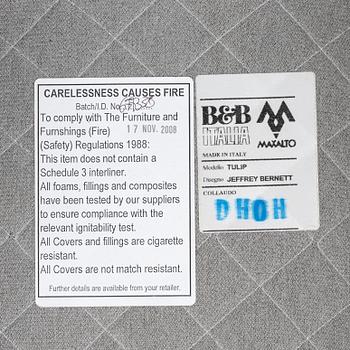 CARELESSNESS CAUSES FIRE
Batch/I.D. No.
To comply with The Furniture and
Furnshings (Fire) 17 NOV. 2008
(Safety) Regulations 1988:
This item does not contain a
Schedule 3 interliner.
All foams, fillings and composites
have been tested by our suppliers
to ensure compliance with the
relevant ignitability test.
All Covers and fillings are cigarette
resistant.
All Covers are not match resistant.
Further details are available from your retailer.
B&B
ITALIA
MAXALTO
MADE IN ITALY
Modello TULIP
Disegno JEFFREY BERNETT
COLLAUDO
DHOH